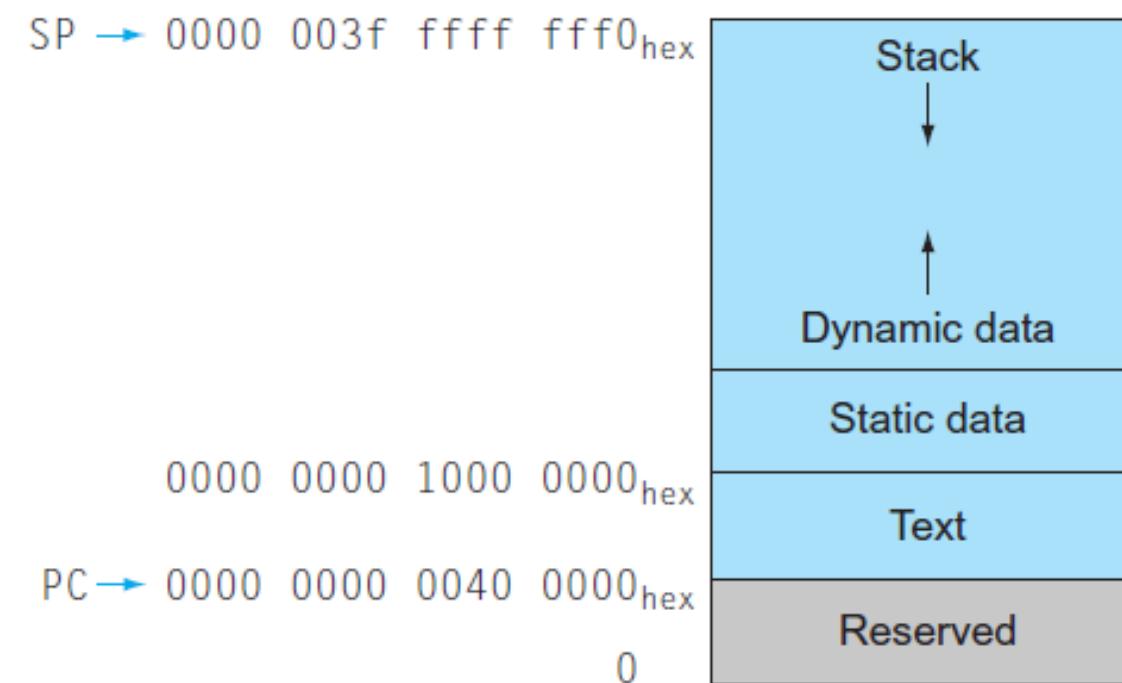 SP → 0000 003f ffff fff0hex
Stack
Dynamic data
Static data
0000 0000 1000 0000hex
Text
PC → 0000 0000 0040 0000hex
Reserved
0